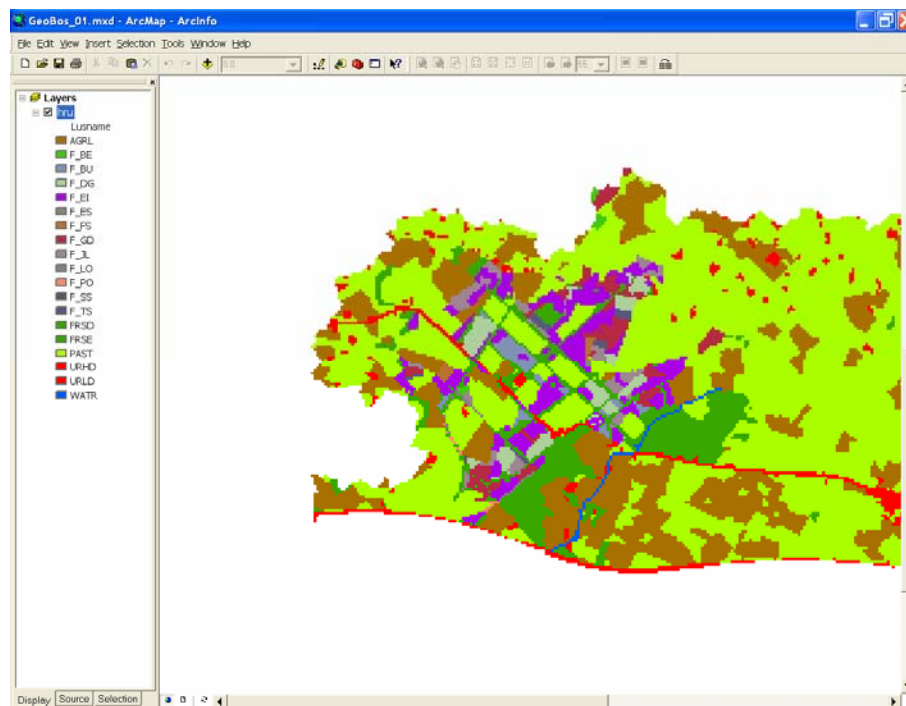 GeoBos_01.mxd - ArcMap - ArcInfo
File Edit View Insert Selection Tools Window Help
Layers
hru
Lusname
AGRL
F_BE
F_BU
F_DG
F_EI
F_ES
F_FS
F_GD
F_JL
F_LO
F_PO
F_SS
F_TS
FRSD
FRSE
PAST
URHD
URLD
WATR
Display Source Selection